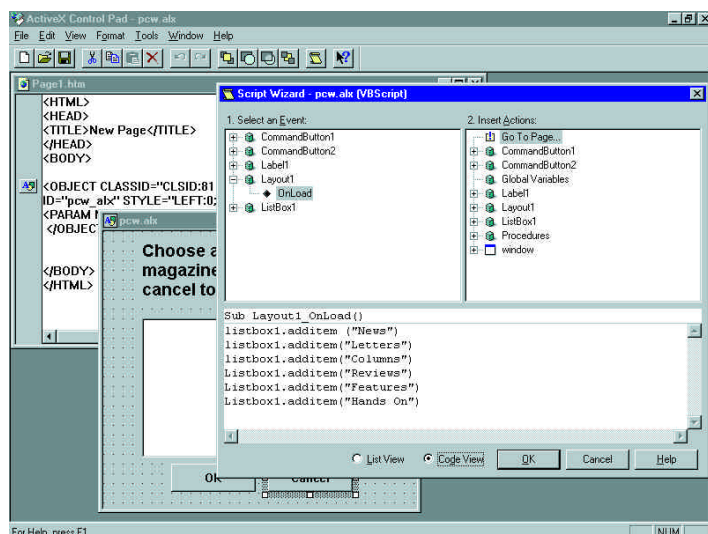 ActiveX Control Pad - pcw.alx
File Edit View Format Tools Window Help
Page1.htm
<HTML>
<HEAD>
<TITLE>New Page</TITLE>
</HEAD>
<BODY>
<OBJECT CLASSID="CLSID:81
ID="pcw_alx" STYLE="LEFT:0;
<PARAM
</OBJECT
</BODY>
</HTML>
pcw.alx
Choose a
magazine
cancel to
OK
Cancel
Script Wizard - pcw.alx (VBScript)
1. Select an Event:
CommandButton1
CommandButton2
Label1
Layout1
OnLoad
ListBox1
2. Insert Actions:
Go To Page...
CommandButton1
CommandButton2
Global Variables
Label1
Layout1
ListBox1
Procedures
window
Sub Layout1_OnLoad()
listbox1.additem ("News")
listbox1.additem("Letters")
listbox1.additem("Columns")
Listbox1.additem("Reviews")
Listbox1.additem("Features")
Listbox1.additem("Hands On")
List View
Code View
OK
Cancel
Help
For Help, press F1
NUM